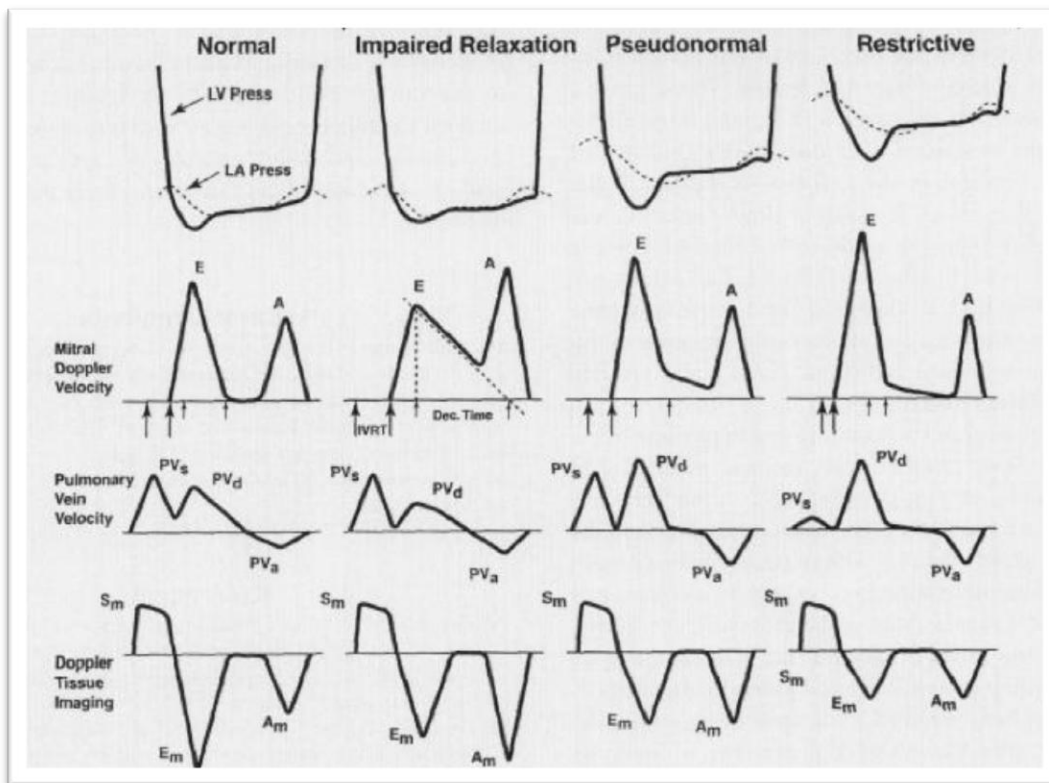 Normal Impaired Relaxation Pseudonormal Restrictive
LV Press
LA Press
E A E A E A E A
Mitral
Doppler
Velocity
IVRT Dec. Time
Pulmonary
Vein
Velocity
PVs PVd PVa PVs PVd PVa PVs PVd PVa PVs PVd PVa
Doppler
Tissue
Imaging
Sm Em Am Sm Em Am Sm Em Am Sm Sm Em Am